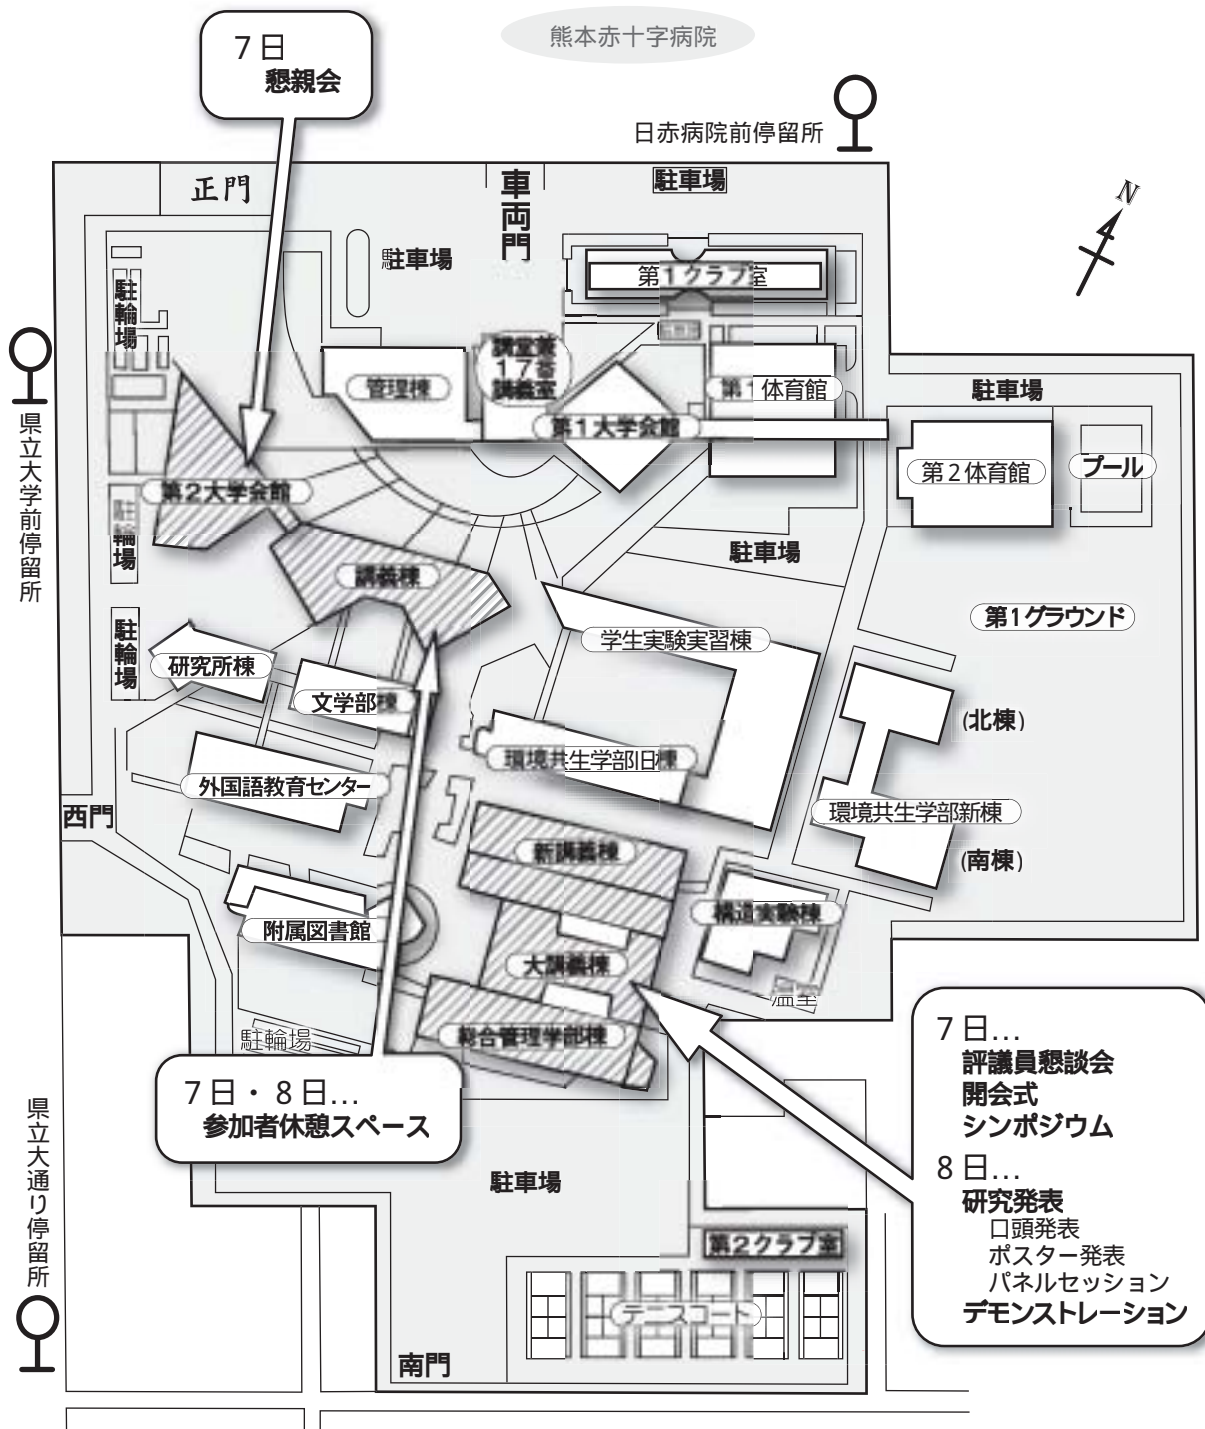 7日
懇親会
熊本赤十字病院
日赤病院前停留所
正門
車両門
駐車場
N
駐車場
第1クラブ室
駐輪場
講堂兼
17番
講義室
管理棟
第1体育館
駐車場
第1大学会館
県立大学前停留所
第2体育館
プール
第2大学会館
駐輪場
駐車場
講義棟
第1グラウンド
駐輪場
学生実験実習棟
研究所棟
文学部棟
(北棟)
環境共生学部旧棟
外国語教育センター
環境共生学部新棟
西門
新講義棟
(南棟)
構造実験棟
附属図書館
大講義棟
温室
総合管理学部棟
駐輪場
7日・8日…
参加者休憩スペース
7日…
評議員懇談会
開会式
シンポジウム
8日…
研究発表
口頭発表
ポスター発表
パネルセッション
デモンストレーション
県立大通り停留所
駐車場
第2クラブ室
テニスコート
南門